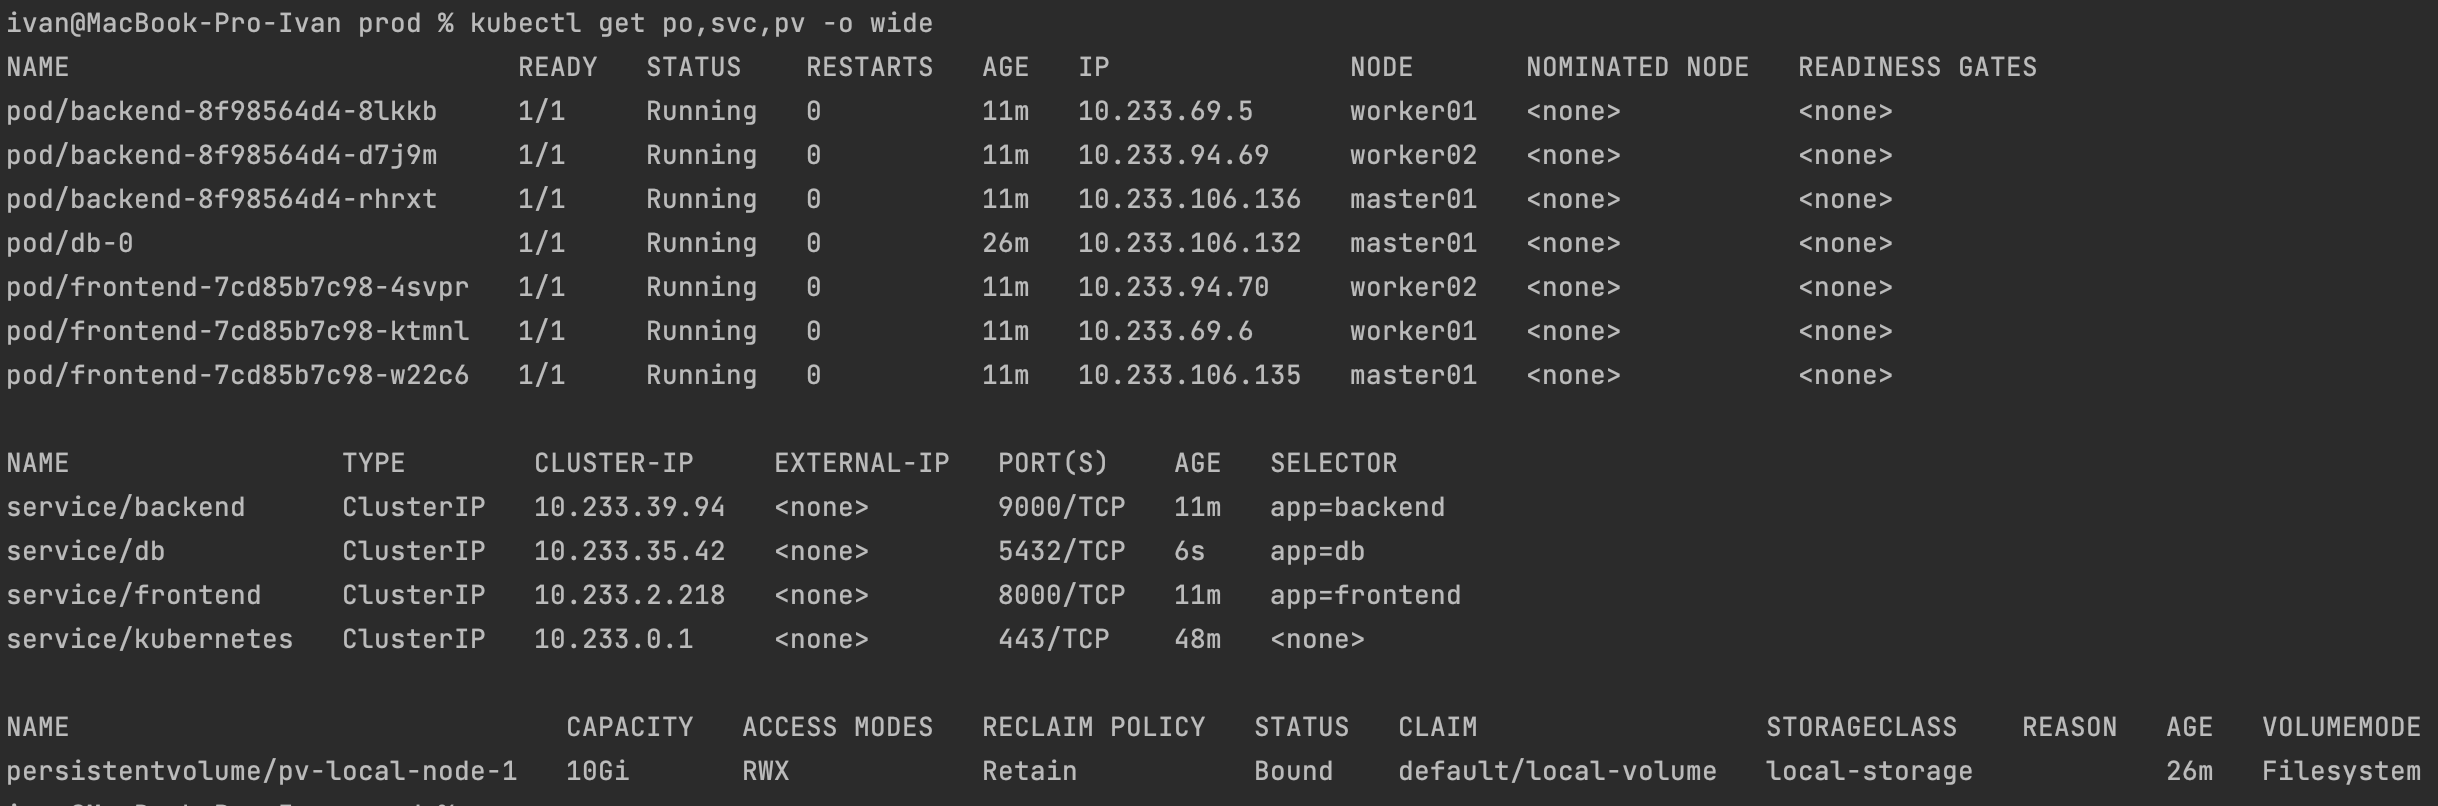 ivan@MacBook-Pro-Ivan prod % kubectl get po,svc,pv -o wide
NAME                            READY   STATUS    RESTARTS   AGE   IP               NODE       NOMINATED NODE   READINESS GATES
pod/backend-8f98564d4-8lkkb     1/1     Running   0          11m   10.233.69.5      worker01   <none>           <none>
pod/backend-8f98564d4-d7j9m     1/1     Running   0          11m   10.233.94.69     worker02   <none>           <none>
pod/backend-8f98564d4-rhrxt     1/1     Running   0          11m   10.233.106.136   master01   <none>           <none>
pod/db-0                        1/1     Running   0          26m   10.233.106.132   master01   <none>           <none>
pod/frontend-7cd85b7c98-4svpr   1/1     Running   0          11m   10.233.94.70     worker02   <none>           <none>
pod/frontend-7cd85b7c98-ktmnl   1/1     Running   0          11m   10.233.69.6      worker01   <none>           <none>
pod/frontend-7cd85b7c98-w22c6   1/1     Running   0          11m   10.233.106.135   master01   <none>           <none>
NAME                 TYPE        CLUSTER-IP     EXTERNAL-IP   PORT(S)    AGE   SELECTOR
service/backend      ClusterIP   10.233.39.94   <none>        9000/TCP   11m   app=backend
service/db           ClusterIP   10.233.35.42   <none>        5432/TCP   6s    app=db
service/frontend     ClusterIP   10.233.2.218   <none>        8000/TCP   11m   app=frontend
service/kubernetes   ClusterIP   10.233.0.1     <none>        443/TCP    48m   <none>
NAME                               CAPACITY   ACCESS MODES   RECLAIM POLICY   STATUS   CLAIM                  STORAGECLASS    REASON   AGE   VOLUMEMODE
persistentvolume/pv-local-node-1   10Gi       RWX            Retain           Bound    default/local-volume   local-storage            26m   Filesystem